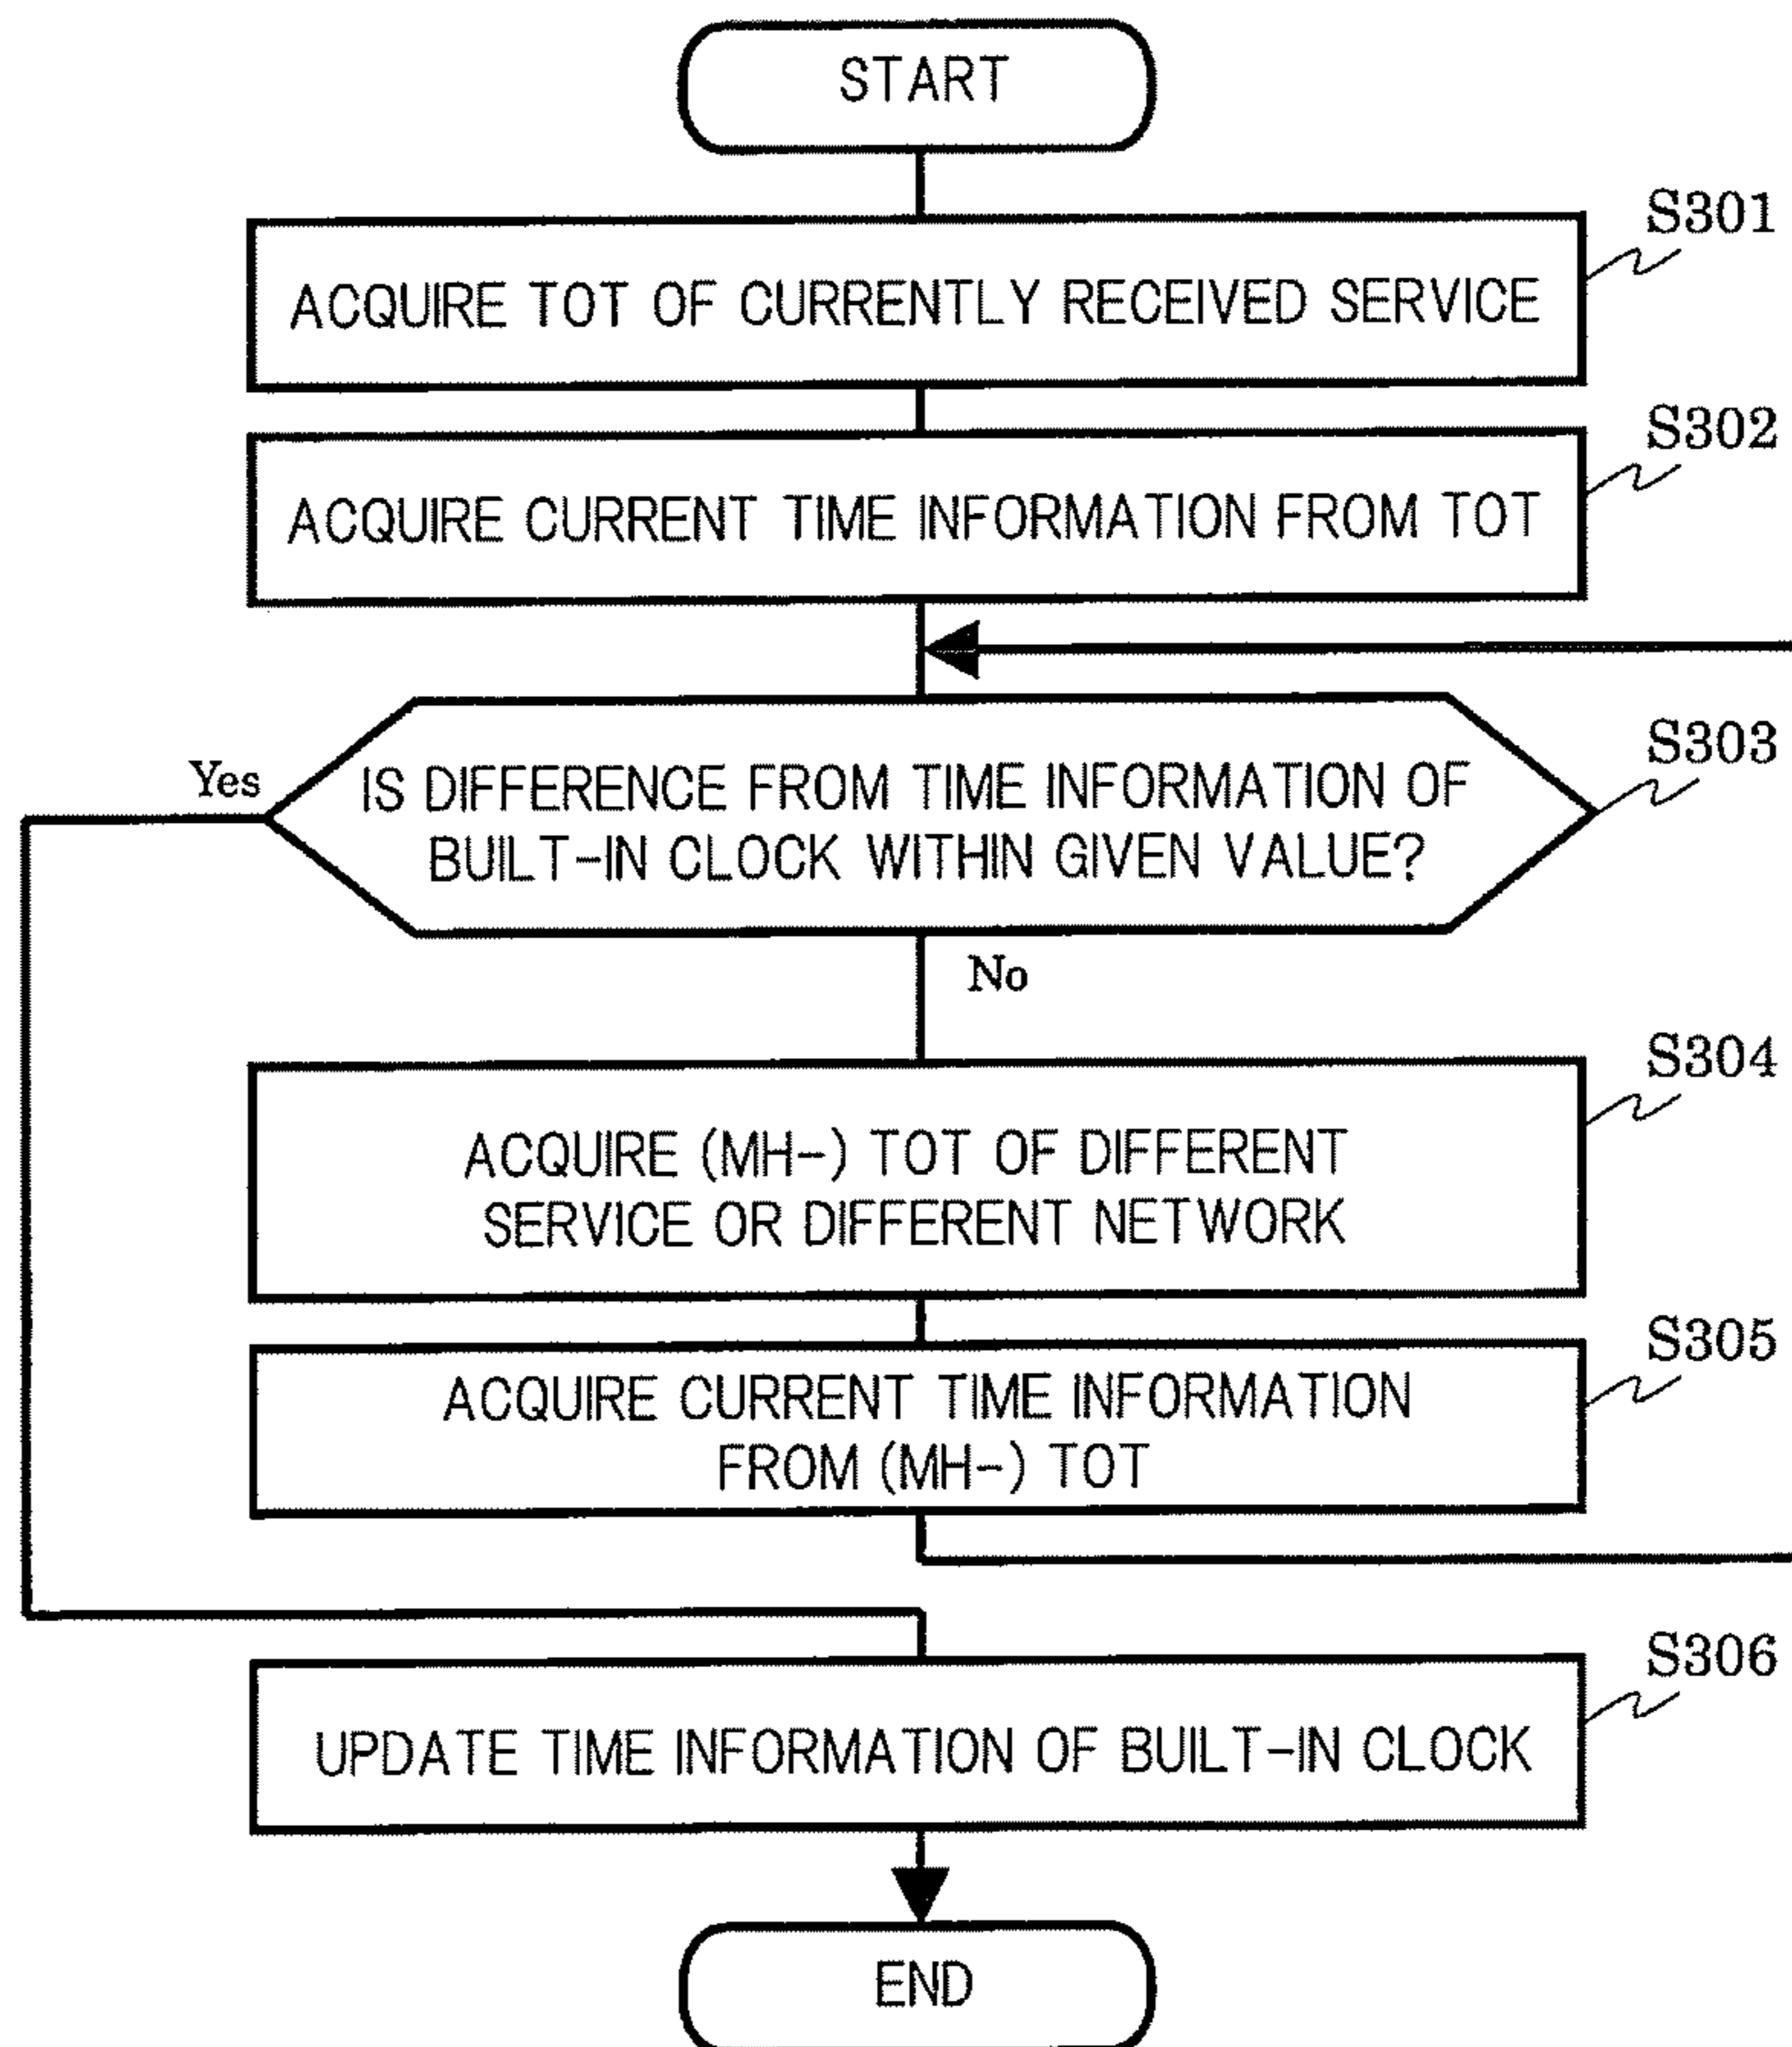 START
S301
ACQUIRE TOT OF CURRENTLY RECEIVED SERVICE
S302
ACQUIRE CURRENT TIME INFORMATION FROM TOT
S303
Yes
IS DIFFERENCE FROM TIME INFORMATION OF
BUILT-IN CLOCK WITHIN GIVEN VALUE?
No
S304
ACQUIRE (MH-) TOT OF DIFFERENT
SERVICE OR DIFFERENT NETWORK
S305
ACQUIRE CURRENT TIME INFORMATION
FROM (MH-) TOT
S306
UPDATE TIME INFORMATION OF BUILT-IN CLOCK
END